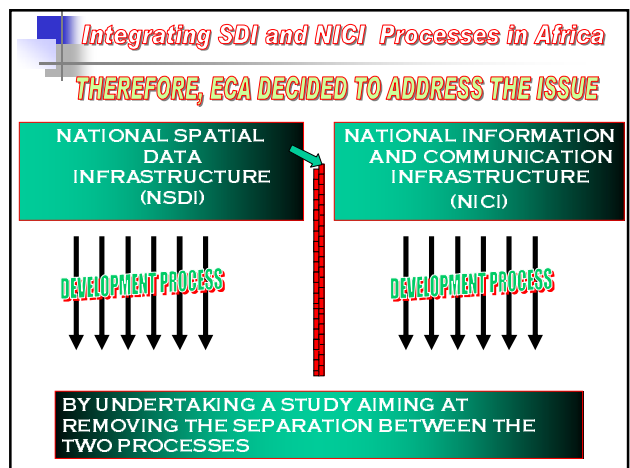 Integrating SDI and NICI Processes in Africa
THEREFORE, ECA DECIDED TO ADDRESS THE ISSUE
NATIONAL SPATIAL
DATA
INFRASTRUCTURE
(NSDI)
NATIONAL INFORMATION
AND COMMUNICATION
INFRASTRUCTURE
(NICI)
DEVELOPMENT PROCESS
DEVELOPMENT PROCESS
BY UNDERTAKING A STUDY AIMING AT
REMOVING THE SEPARATION BETWEEN THE
TWO PROCESSES